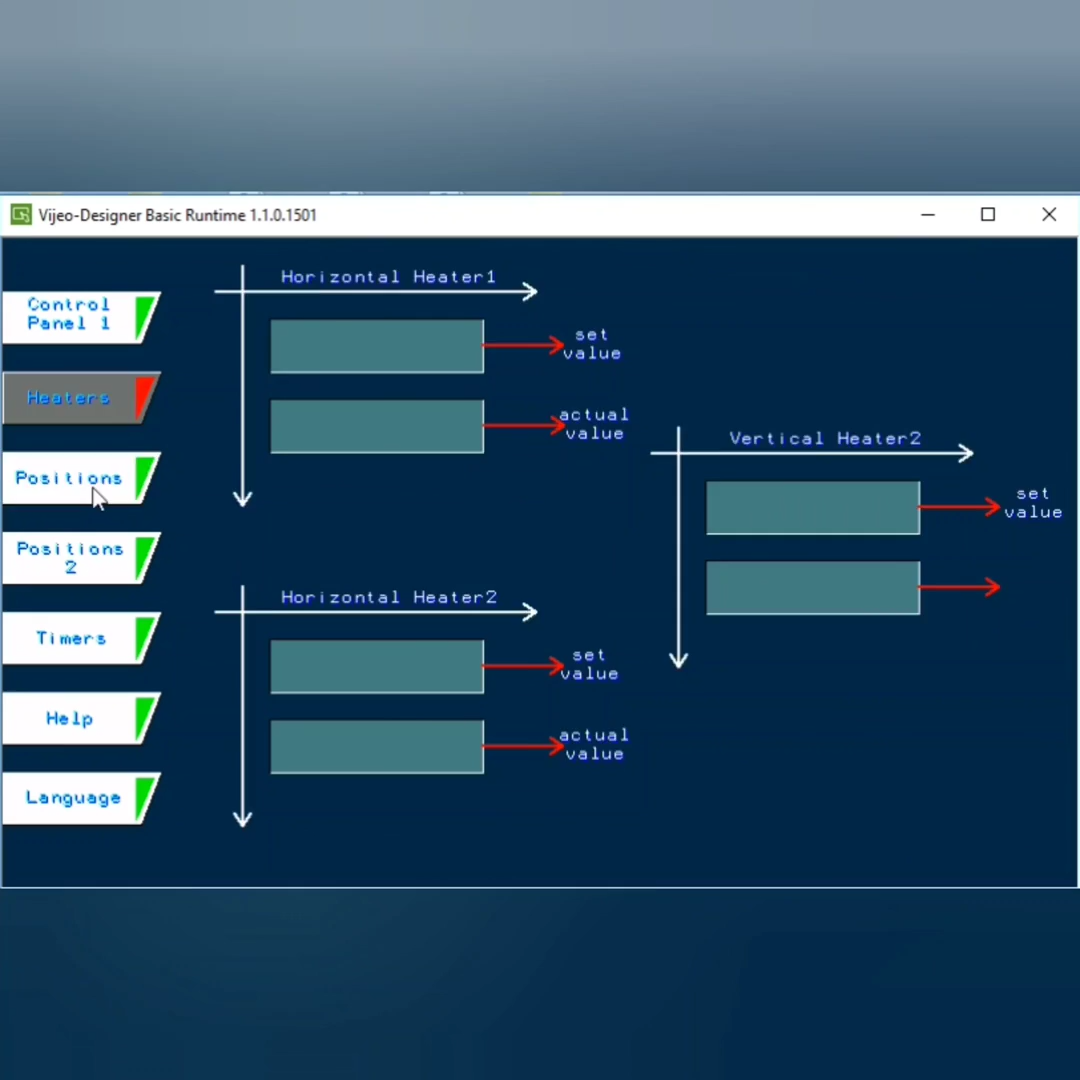 Vijeo-Designer Basic Runtime 1.1.0.1501
Control
Panel 1
Heaters
Positions
Positions
2
Timers
Help
Language
Horizontal Heater1
set
value
actual
value
Horizontal Heater2
set
value
actual
value
Vertical Heater2
set
value